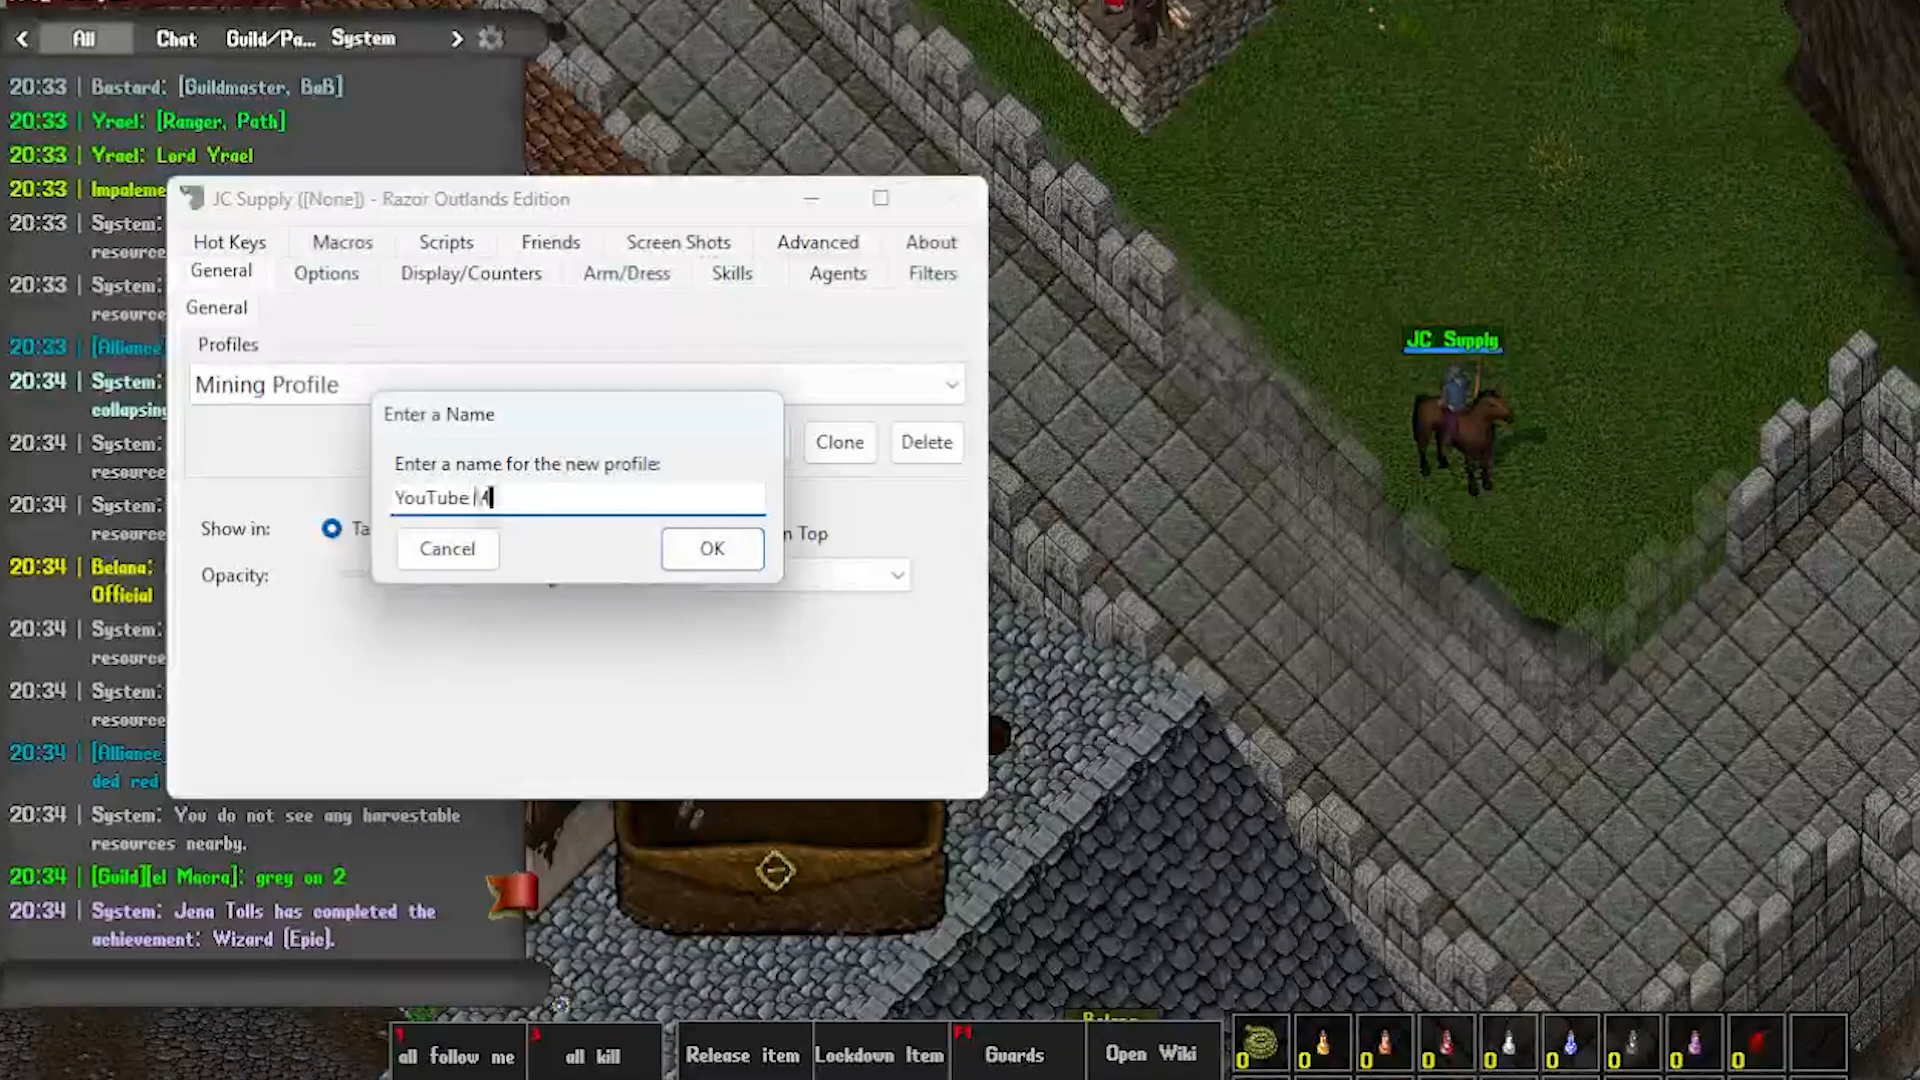 All Chat Guild/Pa... System
20:33 | Bastard: [Guildmaster, BaB]
20:33 | Yrael: [Ranger, Path]
20:33 | Yrael: Lord Yrael
20:33 | Impaleme
20:33 | System:
resource
20:33 | System:
resource
20:33 | [Alliance]
20:34 | System:
collapsing
20:34 | System:
resource
20:34 | System:
resource
20:34 | Belana:
Official
20:34 | System:
resource
20:34 | System:
resource
20:34 | [Alliance]
ded red
20:34 | System: You do not see any harvestable
resources nearby.
20:34 | [Guild][el Macra]: grey on 2
20:34 | System: Jena Tolls has completed the
achievement: Wizard (Epic).
JC Supply ([None]) - Razor Outlands Edition
Hot Keys Macros Scripts Friends Screen Shots Advanced About
General Options Display/Counters Arm/Dress Skills Agents Filters
General
Profiles
Mining Profile
Clone Delete
Enter a Name
Enter a name for the new profile:
YouTube M
Cancel OK
Show in: Ta
n Top
Opacity:
JC Supply
1 all follow me
3 all kill
Release item
Lockdown Item
F1 Guards
Open Wiki
0 0 0 0 0 0 0 0 0